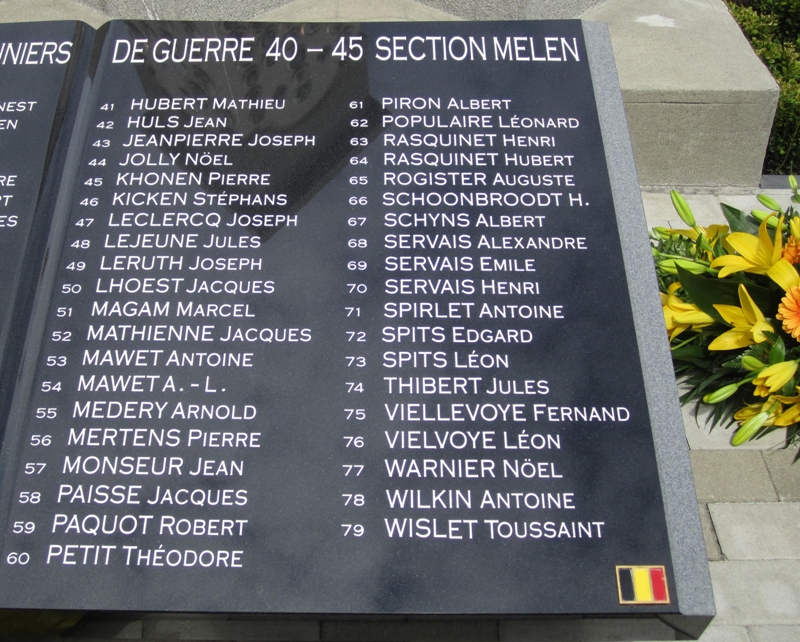 DE GUERRE 40 – 45 SECTION MELEN
41 HUBERT MATHIEU
42 HULS JEAN
43 JEANPIERRE JOSEPH
44 JOLLY NÖEL
45 KHONEN PIERRE
46 KICKEN STÉPHANS
47 LECLERCQ JOSEPH
48 LEJEUNE JULES
49 LERUTH JOSEPH
50 LHOEST JACQUES
51 MAGAM MARCEL
52 MATHIENNE JACQUES
53 MAWET ANTOINE
54 MAWET A. - L.
55 MEDERY ARNOLD
56 MERTENS PIERRE
57 MONSEUR JEAN
58 PAISSE JACQUES
59 PAQUOT ROBERT
60 PETIT THÉODORE
61 PIRON ALBERT
62 POPULAIRE LÉONARD
63 RASQUINET HENRI
64 RASQUINET HUBERT
65 ROGISTER AUGUSTE
66 SCHOONBROODT H.
67 SCHYNS ALBERT
68 SERVAIS ALEXANDRE
69 SERVAIS EMILE
70 SERVAIS HENRI
71 SPIRLET ANTOINE
72 SPITS EDGARD
73 SPITS LÉON
74 THIBERT JULES
75 VIELLEVOYE FERNAND
76 VIELVOYE LÉON
77 WARNIER NÖEL
78 WILKIN ANTOINE
79 WISLET TOUSSAINT